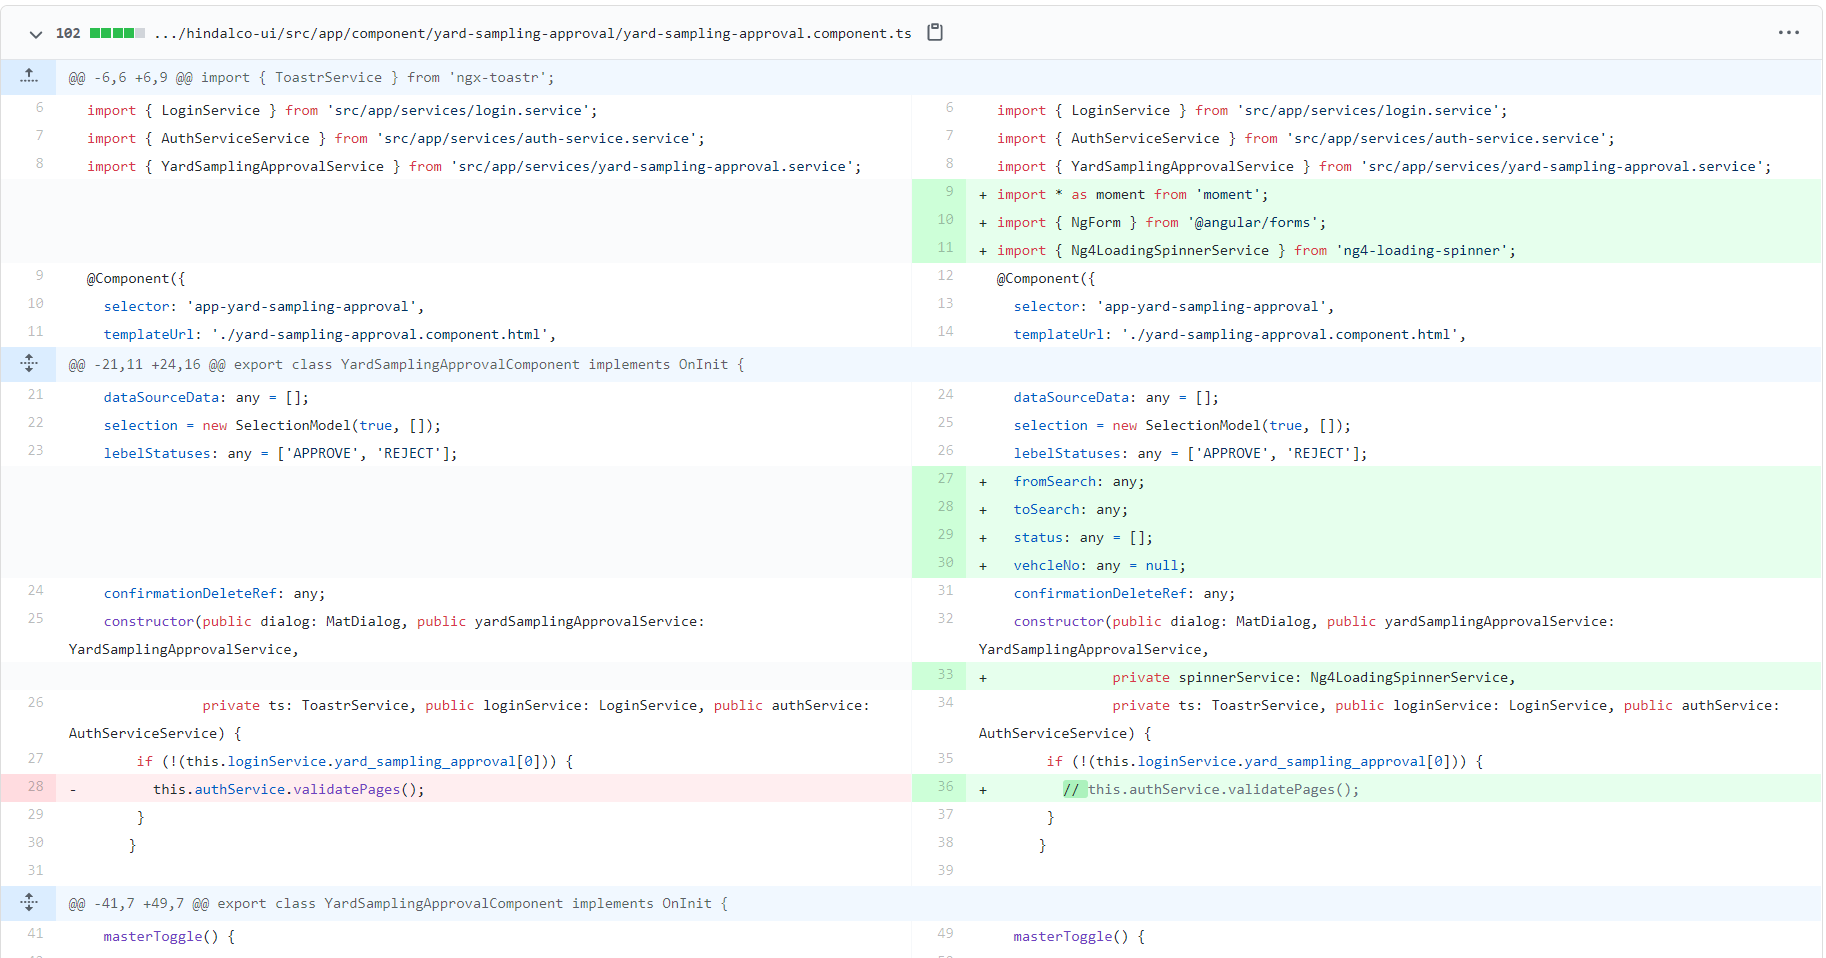 102 .../hindalco-ui/src/app/component/yard-sampling-approval/yard-sampling-approval.component.ts
@@ -6,6 +6,9 @@ import { ToastrService } from 'ngx-toastr';
6 import { LoginService } from 'src/app/services/login.service'; 6 import { LoginService } from 'src/app/services/login.service';
7 import { AuthServiceService } from 'src/app/services/auth-service.service'; 7 import { AuthServiceService } from 'src/app/services/auth-service.service';
8 import { YardSamplingApprovalService } from 'src/app/services/yard-sampling-approval.service'; 8 import { YardSamplingApprovalService } from 'src/app/services/yard-sampling-approval.service';
9 + import * as moment from 'moment';
10 + import { NgForm } from '@angular/forms';
11 + import { Ng4LoadingSpinnerService } from 'ng4-loading-spinner';
9 @Component({ 12 @Component({
10 selector: 'app-yard-sampling-approval', 13 selector: 'app-yard-sampling-approval',
11 templateUrl: './yard-sampling-approval.component.html', 14 templateUrl: './yard-sampling-approval.component.html',
@@ -21,11 +24,16 @@ export class YardSamplingApprovalComponent implements OnInit {
21 dataSourceData: any = []; 24 dataSourceData: any = [];
22 selection = new SelectionModel(true, []); 25 selection = new SelectionModel(true, []);
23 lebelStatuses: any = ['APPROVE', 'REJECT']; 26 lebelStatuses: any = ['APPROVE', 'REJECT'];
27 + fromSearch: any;
28 + toSearch: any;
29 + status: any = [];
30 + vehcleNo: any = null;
24 confirmationDeleteRef: any; 31 confirmationDeleteRef: any;
25 constructor(public dialog: MatDialog, public yardSamplingApprovalService: 32 constructor(public dialog: MatDialog, public yardSamplingApprovalService:
YardSamplingApprovalService, YardSamplingApprovalService,
33 + private spinnerService: Ng4LoadingSpinnerService,
26 private ts: ToastrService, public loginService: LoginService, public authService: 34 private ts: ToastrService, public loginService: LoginService, public authService:
AuthServiceService) { AuthServiceService) {
27 if (!(this.loginService.yard_sampling_approval[0])) { 35 if (!(this.loginService.yard_sampling_approval[0])) {
28 - this.authService.validatePages(); 36 + // this.authService.validatePages();
29 } 37 }
30 } 38 }
31 39
@@ -41,7 +49,7 @@ export class YardSamplingApprovalComponent implements OnInit {
41 masterToggle() { 49 masterToggle() {